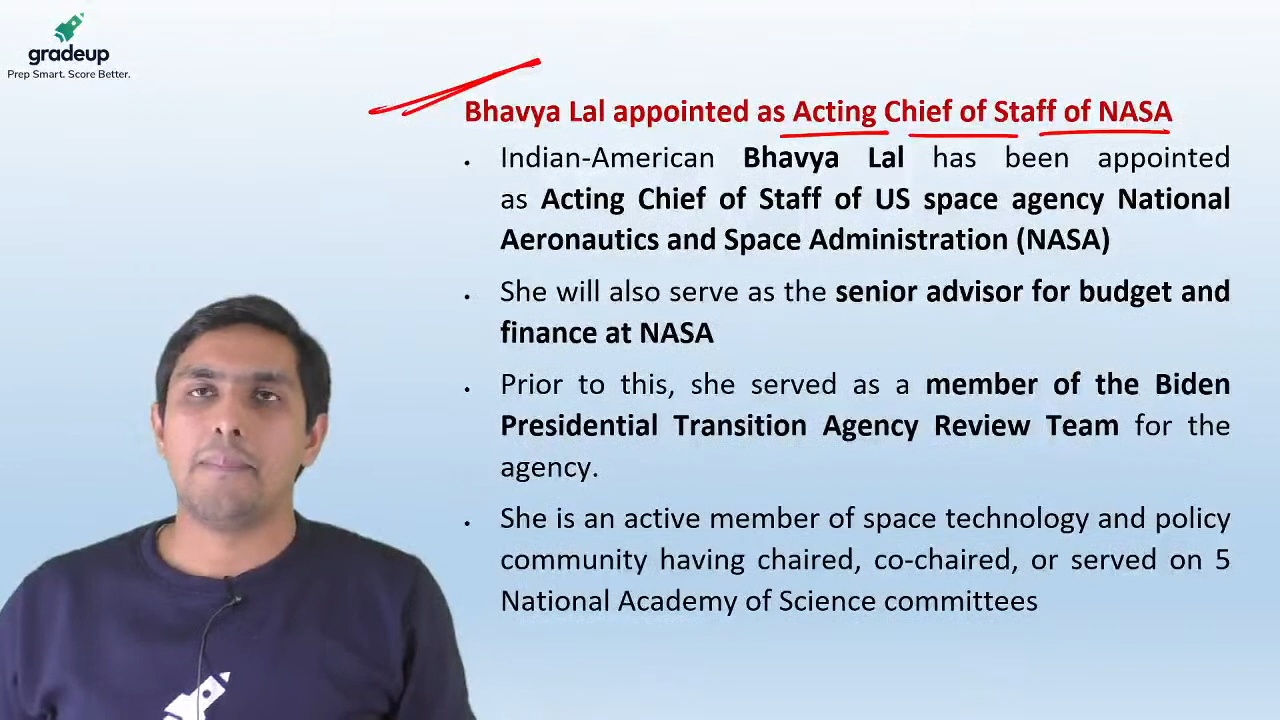 gradeup
Prep Smart. Score Better.
Bhavya Lal appointed as Acting Chief of Staff of NASA
• Indian-American Bhavya Lal has been appointed
as Acting Chief of Staff of US space agency National
Aeronautics and Space Administration (NASA)
• She will also serve as the senior advisor for budget and
finance at NASA
• Prior to this, she served as a member of the Biden
Presidential Transition Agency Review Team for the
agency.
• She is an active member of space technology and policy
community having chaired, co-chaired, or served on 5
National Academy of Science committees